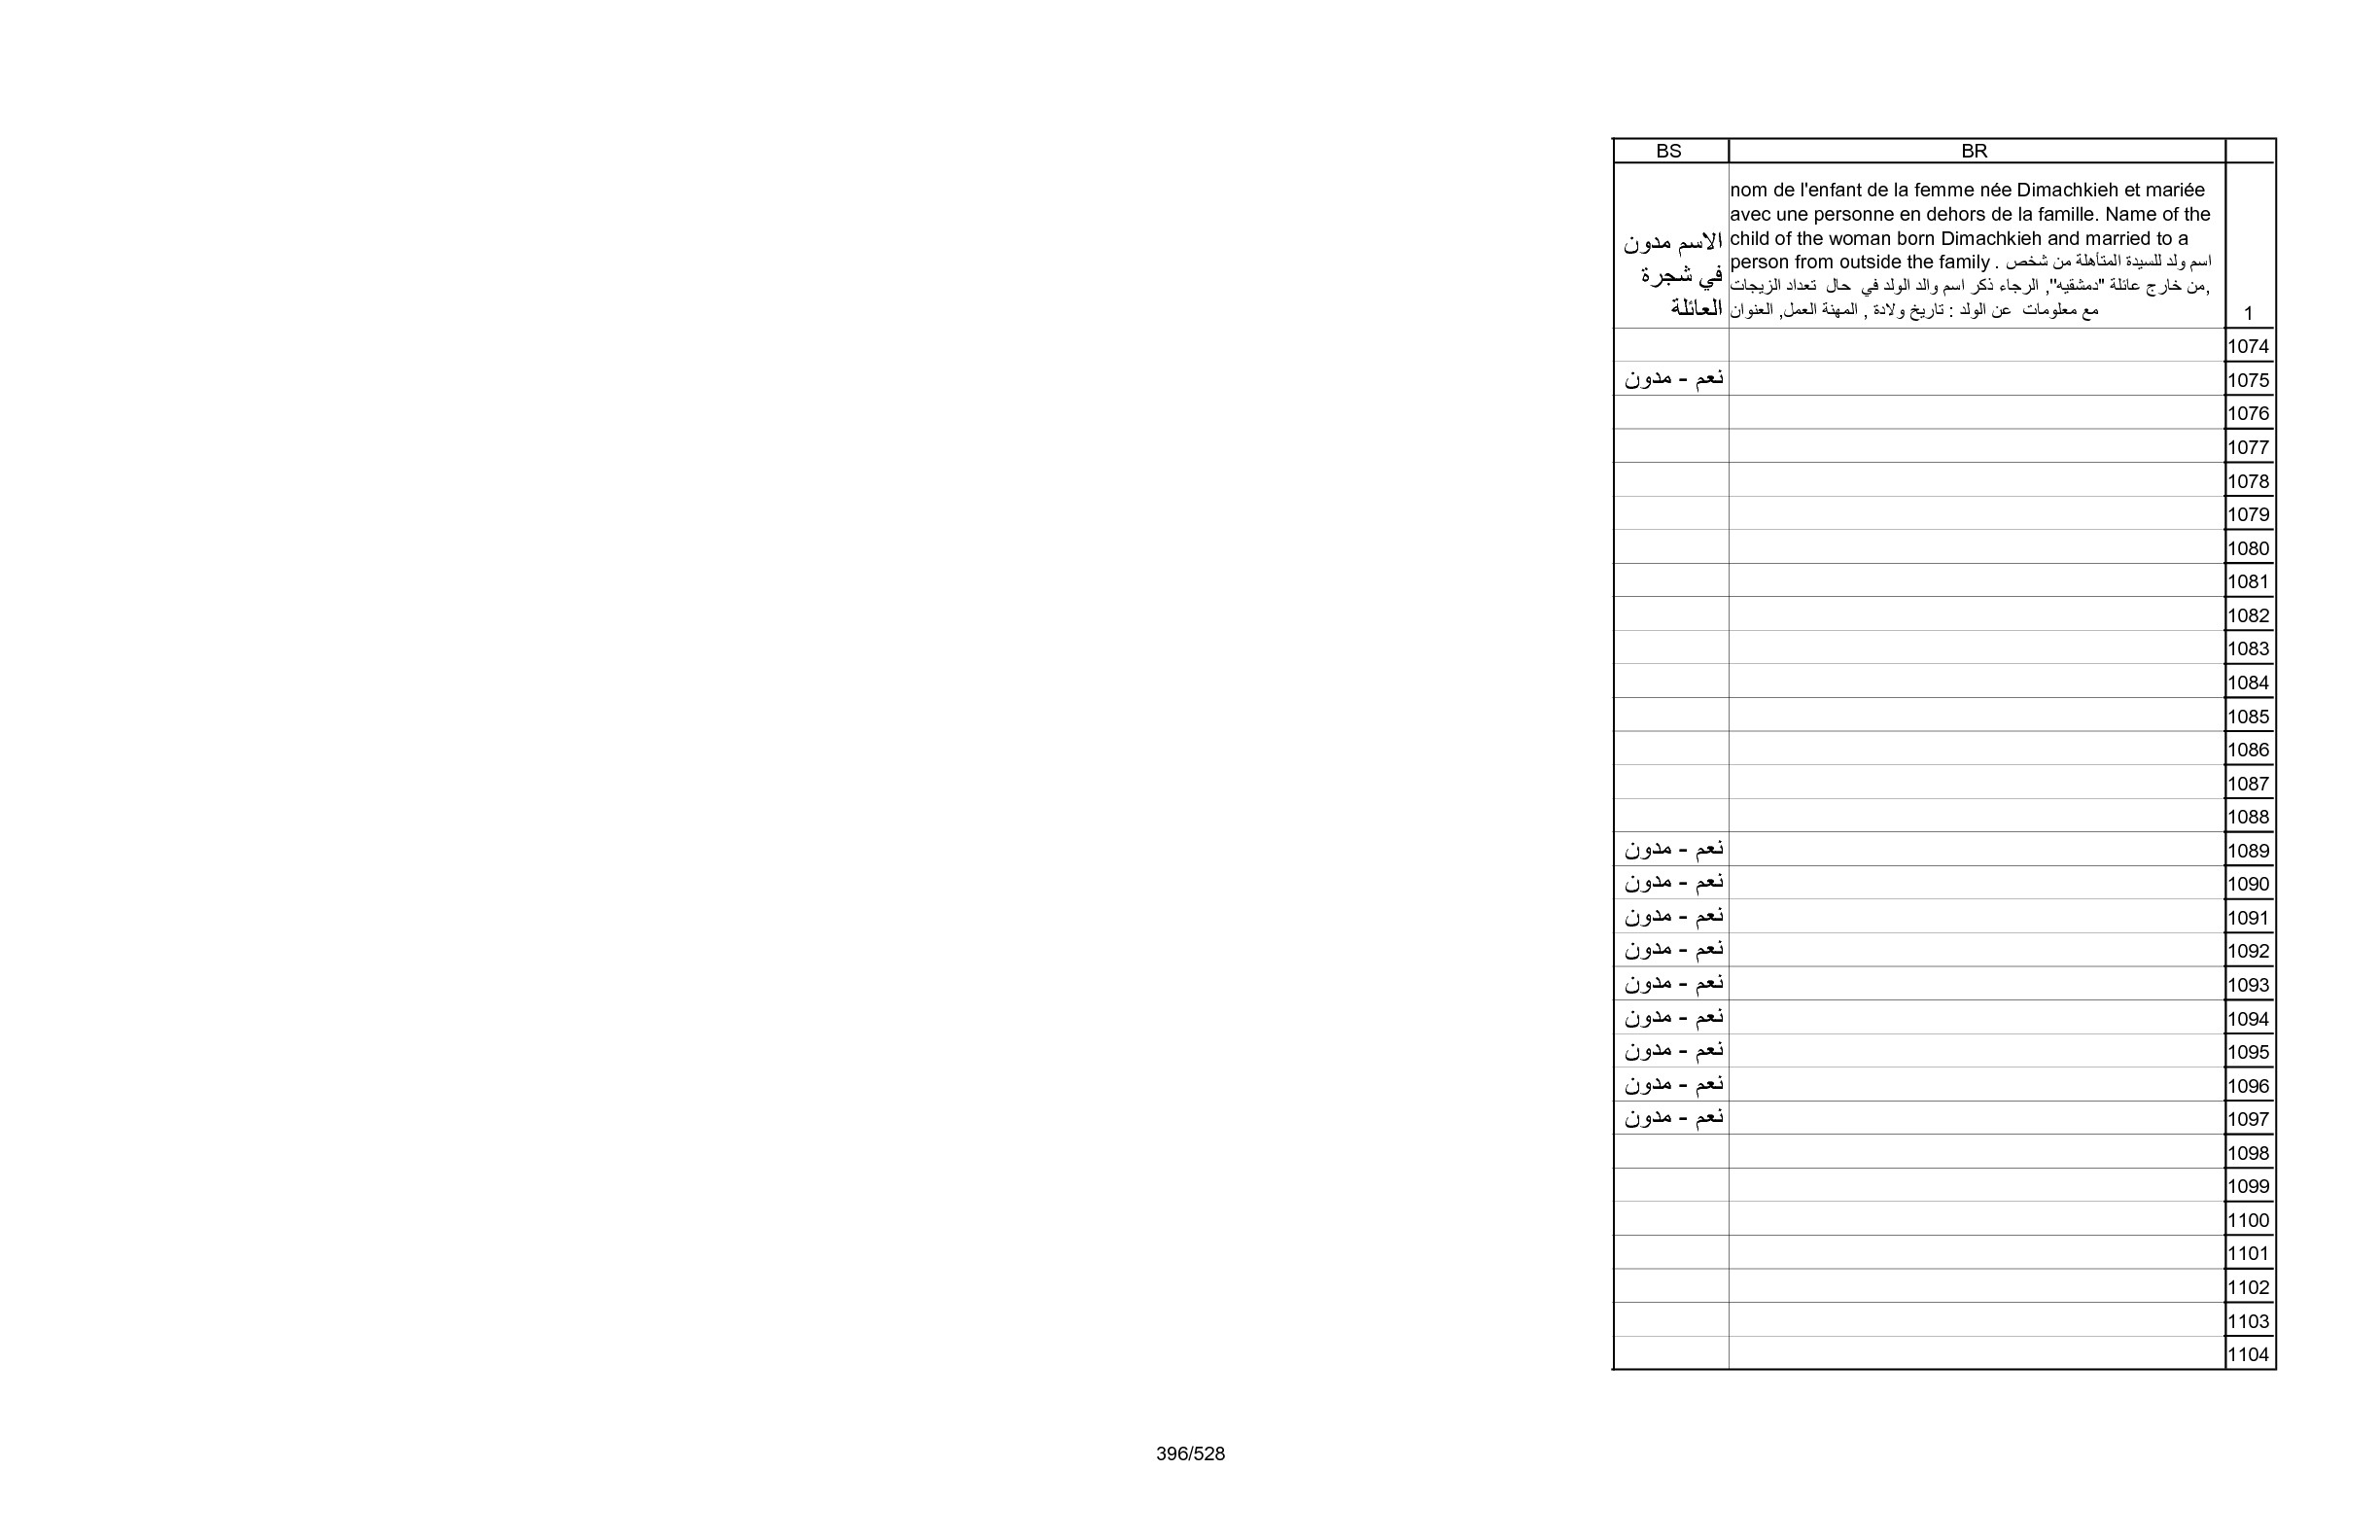 BS BR
nom de l'enfant de la femme née Dimachkieh et mariée
avec une personne en dehors de la famille. Name of the
child of the woman born Dimachkieh and married to a
person from outside the family . اسم ولد للسيدة المتأهلة من شخص
من خارج عائلة "دمشقيه", الرجاء ذكر اسم والد الولد في حال تعداد الزيجات,
مع معلومات عن الولد : تاريخ ولادة , المهنة العمل, العنوان
الاسم مدون
في شجرة
العائلة
1
1074
1075 نعم - مدون
1076
1077
1078
1079
1080
1081
1082
1083
1084
1085
1086
1087
1088
1089 نعم - مدون
1090 نعم - مدون
1091 نعم - مدون
1092 نعم - مدون
1093 نعم - مدون
1094 نعم - مدون
1095 نعم - مدون
1096 نعم - مدون
1097 نعم - مدون
1098
1099
1100
1101
1102
1103
1104
396/528